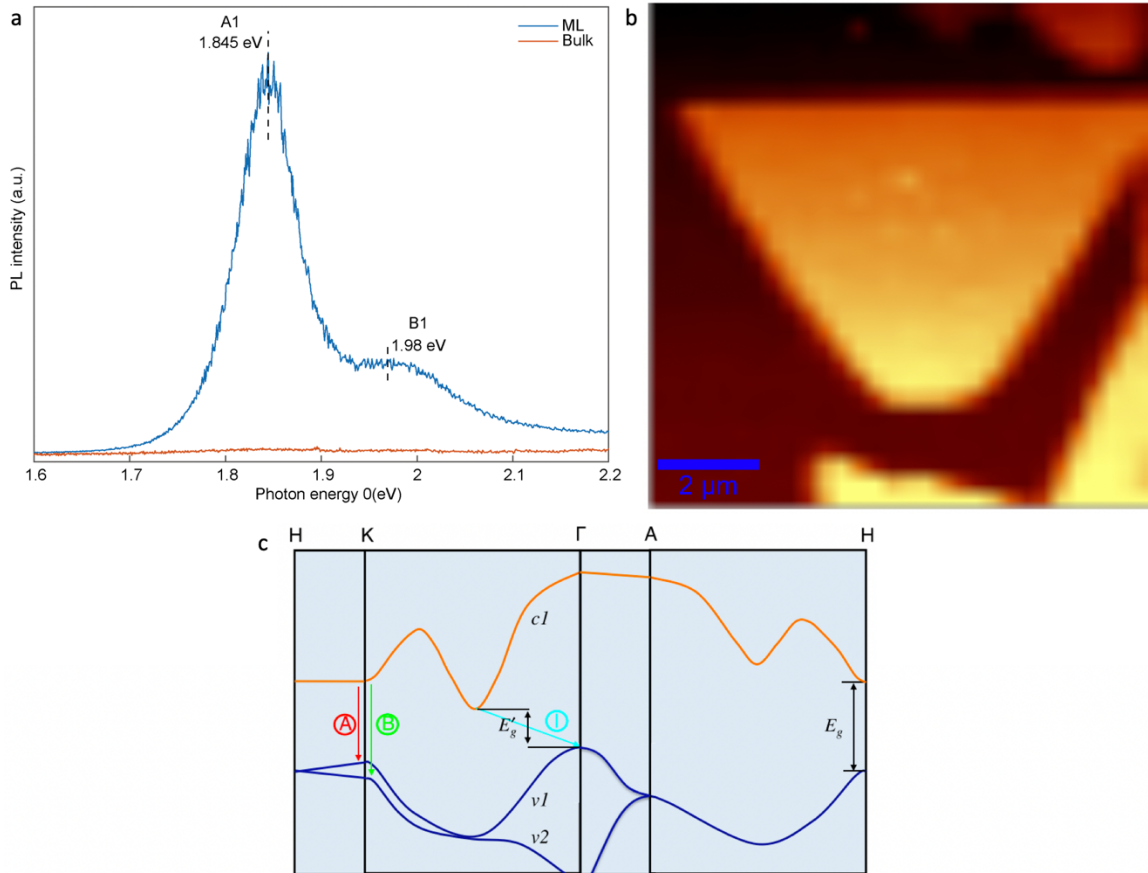 a
A1
1.845 eV
ML
Bulk
B1
1.98 eV
PL intensity (a.u.)
1.6 1.7 1.8 1.9 2 2.1 2.2
Photon energy 0(eV)
b
2 μm
c
H K Γ A H
c1
A B E'g I Eg
v1
v2